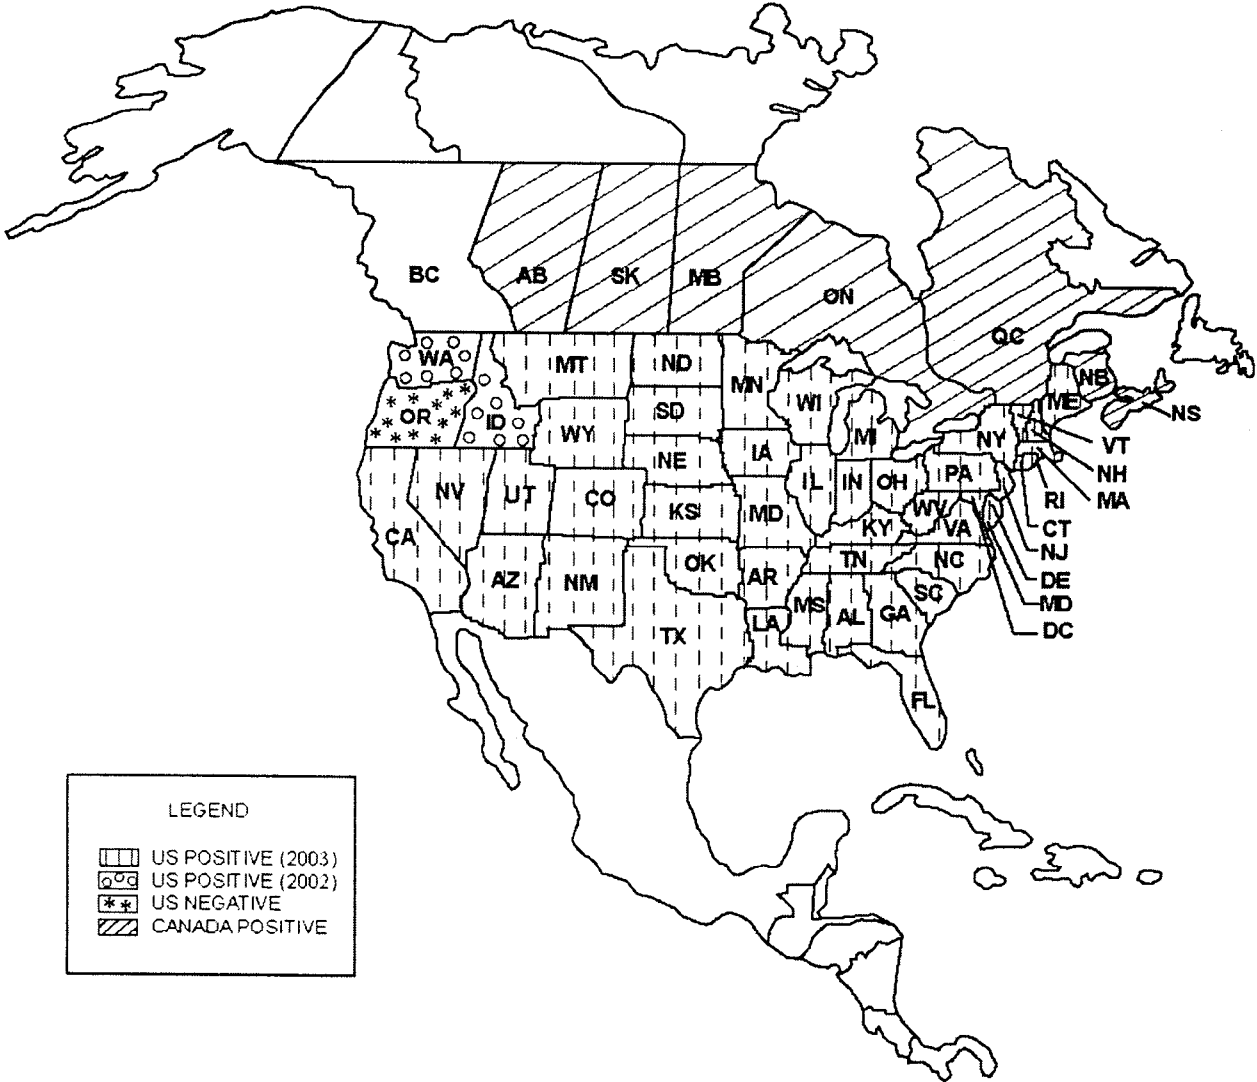 BC
AB
SK
MB
ON
QC
NB
NS
WA
MT
ND
MN
OR
ID
SD
WI
MI
ME
WY
NY
VT
NE
IA
NH
NV
UT
CO
KS
IL
IN
OH
PA
RI
MA
CA
MD
KY
WV
VA
CT
NJ
AZ
NM
OK
AR
TN
NC
DE
SC
MD
TX
LA
MS
AL
GA
DC
FL
LEGEND
US POSITIVE (2003)
US POSITIVE (2002)
US NEGATIVE
CANADA POSITIVE